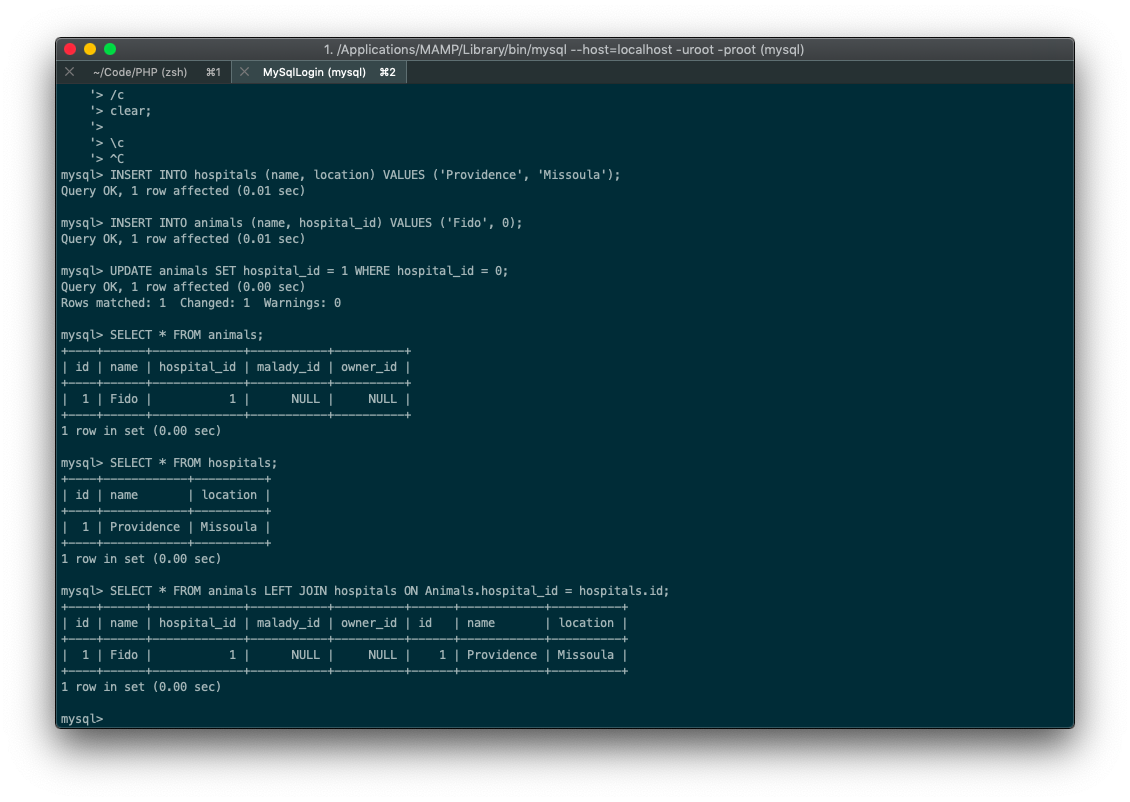 1. /Applications/MAMP/Library/bin/mysql --host=localhost -uroot -proot (mysql)
× ~/Code/PHP (zsh) ⌘1 × MySqlLogin (mysql) ⌘2
    '> /c
    '> clear;
    '>
    '> \c
    '> ^C
mysql> INSERT INTO hospitals (name, location) VALUES ('Providence', 'Missoula');
Query OK, 1 row affected (0.01 sec)

mysql> INSERT INTO animals (name, hospital_id) VALUES ('Fido', 0);
Query OK, 1 row affected (0.01 sec)

mysql> UPDATE animals SET hospital_id = 1 WHERE hospital_id = 0;
Query OK, 1 row affected (0.00 sec)
Rows matched: 1  Changed: 1  Warnings: 0

mysql> SELECT * FROM animals;
+----+------+-------------+-----------+----------+
| id | name | hospital_id | malady_id | owner_id |
+----+------+-------------+-----------+----------+
|  1 | Fido |           1 |      NULL |     NULL |
+----+------+-------------+-----------+----------+
1 row in set (0.00 sec)

mysql> SELECT * FROM hospitals;
+----+------------+----------+
| id | name       | location |
+----+------------+----------+
|  1 | Providence | Missoula |
+----+------------+----------+
1 row in set (0.00 sec)

mysql> SELECT * FROM animals LEFT JOIN hospitals ON Animals.hospital_id = hospitals.id;
+----+------+-------------+-----------+----------+------+------------+----------+
| id | name | hospital_id | malady_id | owner_id | id   | name       | location |
+----+------+-------------+-----------+----------+------+------------+----------+
|  1 | Fido |           1 |      NULL |     NULL |    1 | Providence | Missoula |
+----+------+-------------+-----------+----------+------+------------+----------+
1 row in set (0.00 sec)

mysql>